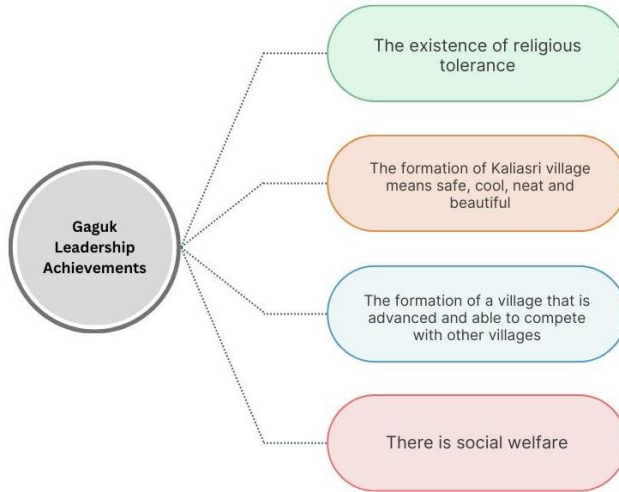 Gaguk
Leadership
Achievements
The existence of religious
tolerance
The formation of Kaliasri village
means safe, cool, neat and
beautiful
The formation of a village that is
advanced and able to compete
with other villages
There is social welfare